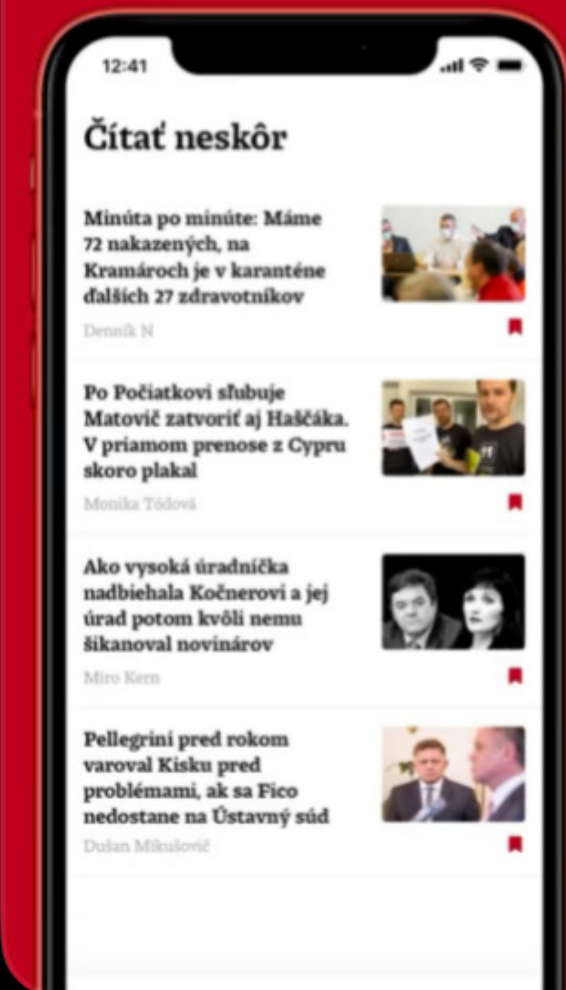 12:41
Čítať neskôr
Minúta po minúte: Máme
72 nakazených, na
Kramároch je v karanténe
ďalších 27 zdravotníkov
Denník N
Po Počiatkovi sľubuje
Matovič zatvoriť aj Haščáka.
V priamom prenose z Cypru
skoro plakal
Monika Tódová
Ako vysoká úradníčka
nadbiehala Kočnerovi a jej
úrad potom kvôli nemu
šikanoval novinárov
Miro Kern
Pellegrini pred rokom
varoval Kisku pred
problémami, ak sa Fico
nedostane na Ústavný súd
Dušan Mikušovič